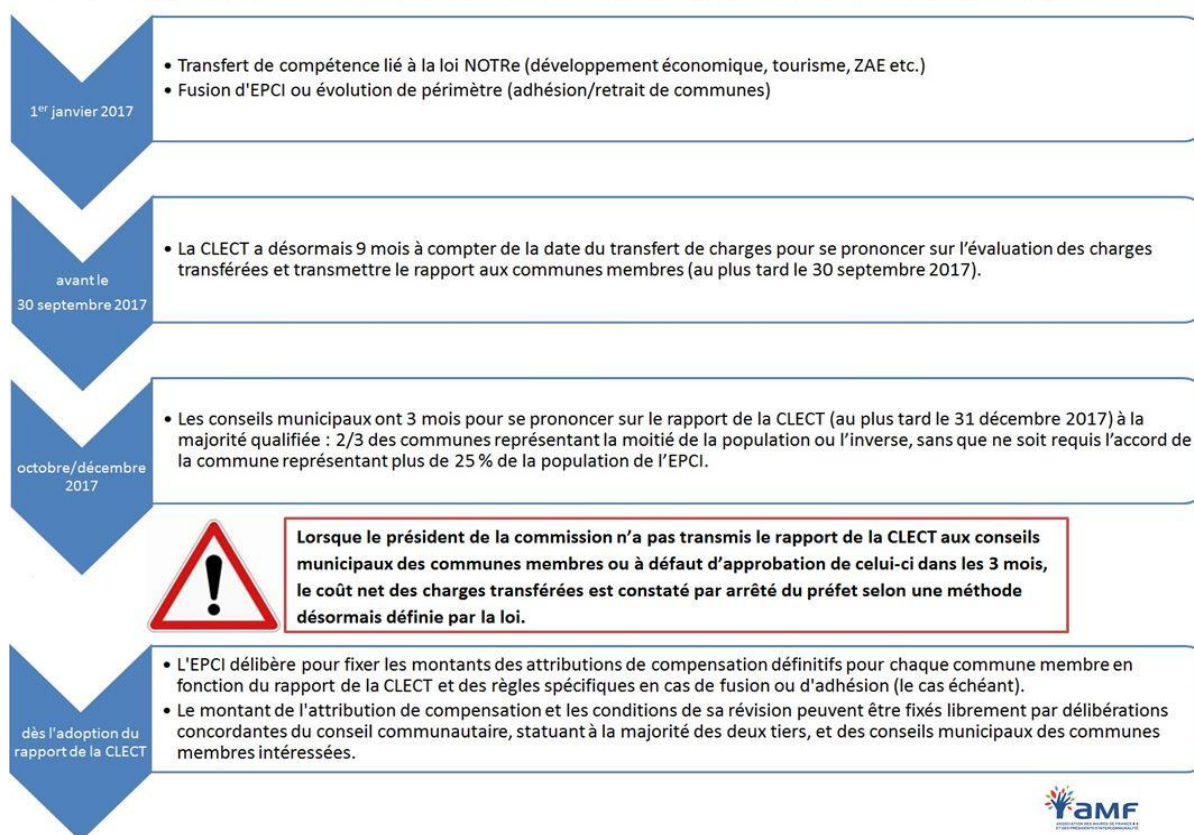 1er janvier 2017
• Transfert de compétence lié à la loi NOTRe (développement économique, tourisme, ZAE etc.)
• Fusion d'EPCI ou évolution de périmètre (adhésion/retrait de communes)
avant le
30 septembre 2017
• La CLECT a désormais 9 mois à compter de la date du transfert de charges pour se prononcer sur l'évaluation des charges
transférées et transmettre le rapport aux communes membres (au plus tard le 30 septembre 2017).
octobre/décembre
2017
• Les conseils municipaux ont 3 mois pour se prononcer sur le rapport de la CLECT (au plus tard le 31 décembre 2017) à la
majorité qualifiée : 2/3 des communes représentant la moitié de la population ou l'inverse, sans que ne soit requis l'accord de
la commune représentant plus de 25 % de la population de l'EPCI.
Lorsque le président de la commission n'a pas transmis le rapport de la CLECT aux conseils
municipaux des communes membres ou à défaut d'approbation de celui-ci dans les 3 mois,
le coût net des charges transférées est constaté par arrêté du préfet selon une méthode
désormais définie par la loi.
dès l'adoption du
rapport de la CLECT
• L'EPCI délibère pour fixer les montants des attributions de compensation définitifs pour chaque commune membre en
fonction du rapport de la CLECT et des règles spécifiques en cas de fusion ou d'adhésion (le cas échéant).
• Le montant de l'attribution de compensation et les conditions de sa révision peuvent être fixés librement par délibérations
concordantes du conseil communautaire, statuant à la majorité des deux tiers, et des conseils municipaux des communes
membres intéressées.
AMF
ASSOCIATION DES MAIRES DE FRANCE
ET DES PRÉSIDENTS D'INTERCOMMUNALITÉ